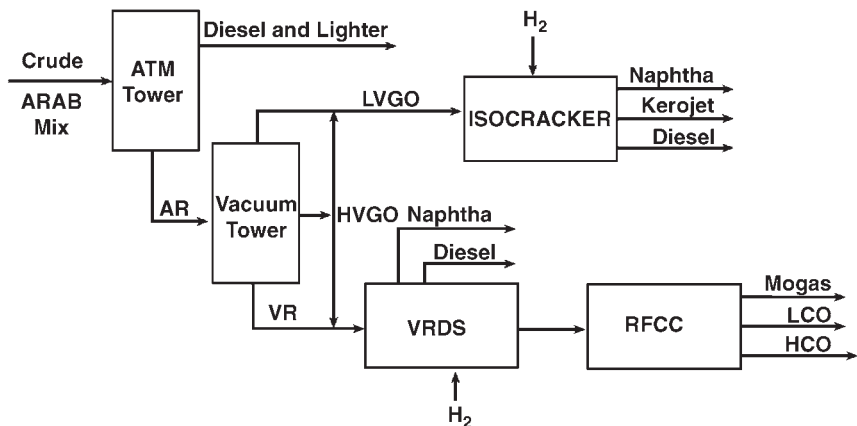 Diesel and Lighter
Crude
ARAB
Mix
ATM
Tower
H2
LVGO
ISOCRACKER
Naphtha
Kerojet
Diesel
AR
Vacuum
Tower
HVGO
Naphtha
Diesel
VR
VRDS
RFCC
Mogas
LCO
HCO
H2